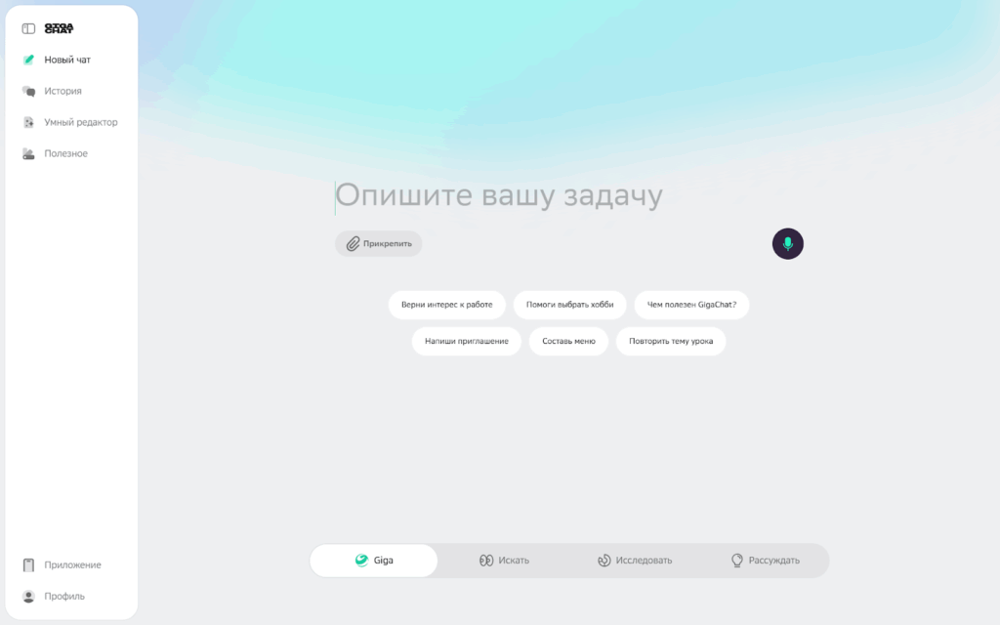 GIGA
CHAT
Новый чат
История
Умный редактор
Полезное
Опишите вашу задачу
Прикрепить
Верни интерес к работе
Помоги выбрать хобби
Чем полезен GigaChat?
Напиши приглашение
Составь меню
Повторить тему урока
Giga
Искать
Исследовать
Рассуждать
Приложение
Профиль